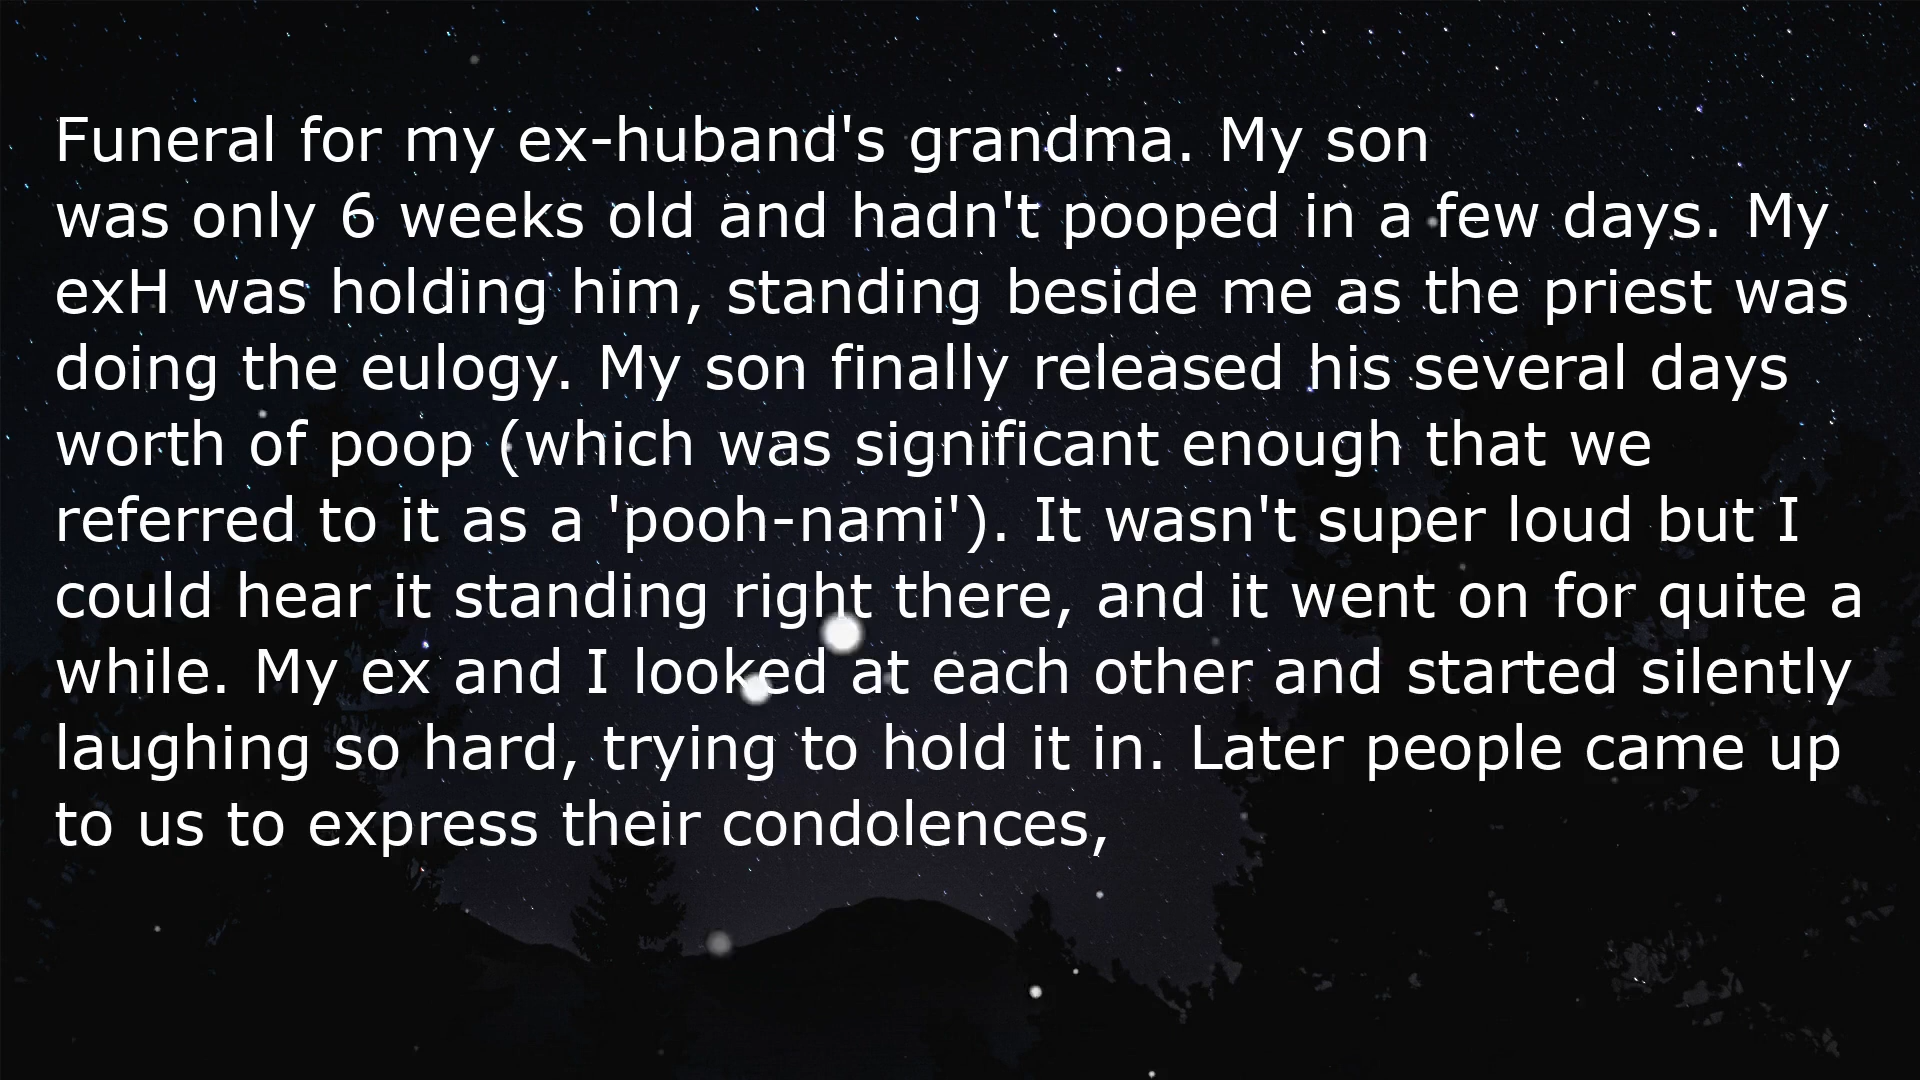 Funeral for my ex-huband's grandma. My son
was only 6 weeks old and hadn't pooped in a few days. My
exH was holding him, standing beside me as the priest was
doing the eulogy. My son finally released his several days
worth of poop (which was significant enough that we
referred to it as a 'pooh-nami'). It wasn't super loud but I
could hear it standing right there, and it went on for quite a
while. My ex and I looked at each other and started silently
laughing so hard, trying to hold it in. Later people came up
to us to express their condolences,